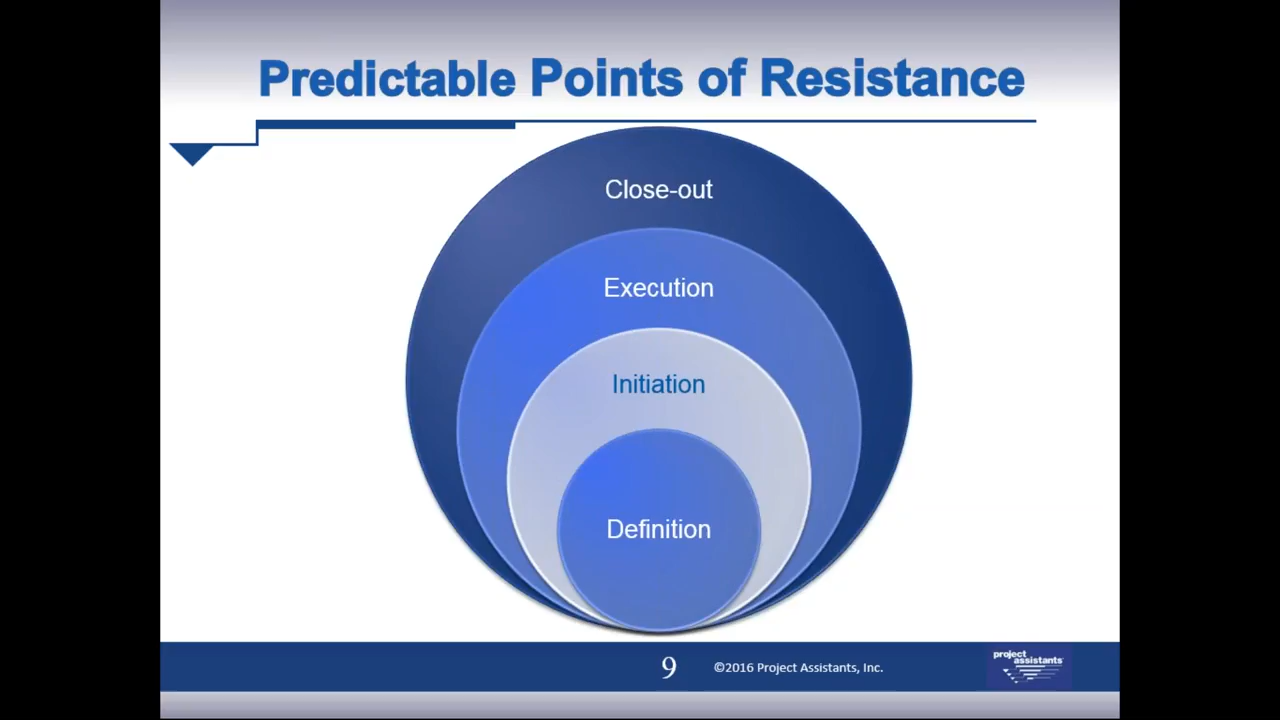 Predictable Points of Resistance
Close-out
Execution
Initiation
Definition
9
©2016 Project Assistants, Inc.
project
assistants